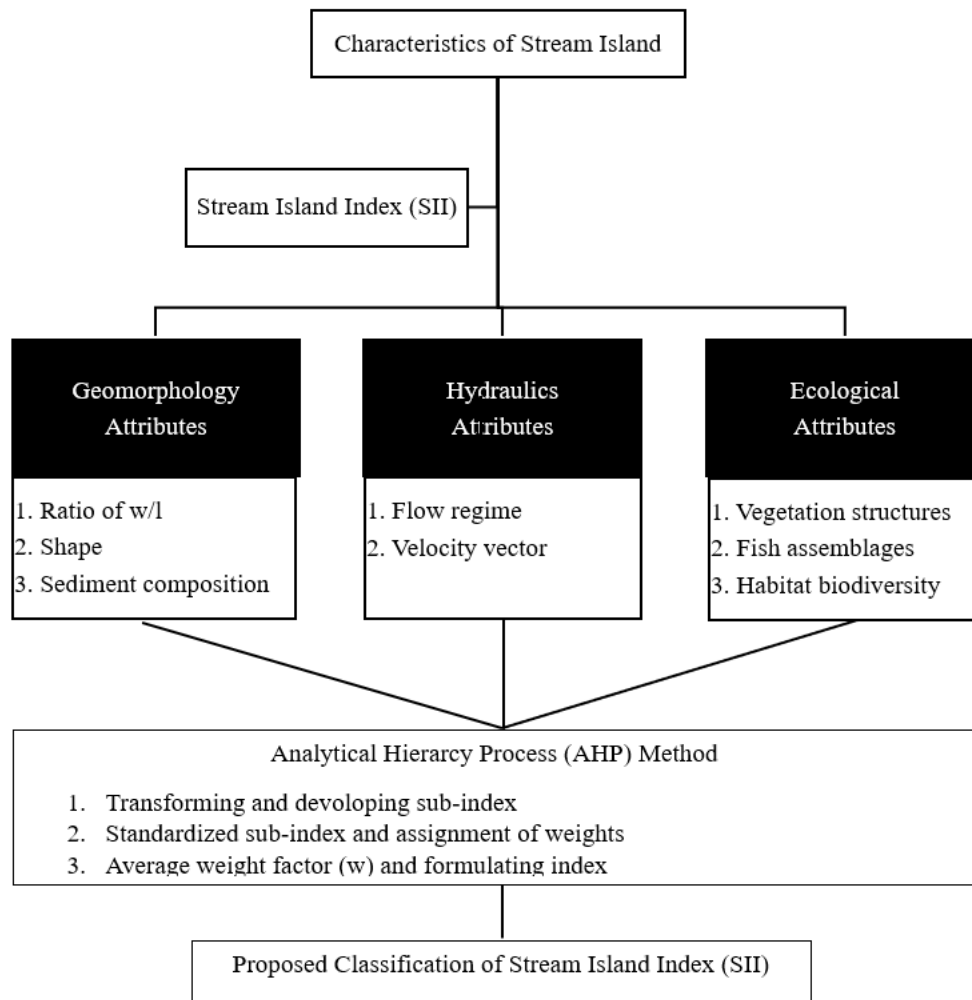 Characteristics of Stream Island
Stream Island Index (SII)
Geomorphology
Attributes
1. Ratio of w/l
2. Shape
3. Sediment composition
Hydraulics
Attributes
1. Flow regime
2. Velocity vector
Ecological
Attributes
1. Vegetation structures
2. Fish assemblages
3. Habitat biodiversity
Analytical Hierarcy Process (AHP) Method
1. Transforming and devoloping sub-index
2. Standardized sub-index and assignment of weights
3. Average weight factor (w) and formulating index
Proposed Classification of Stream Island Index (SII)